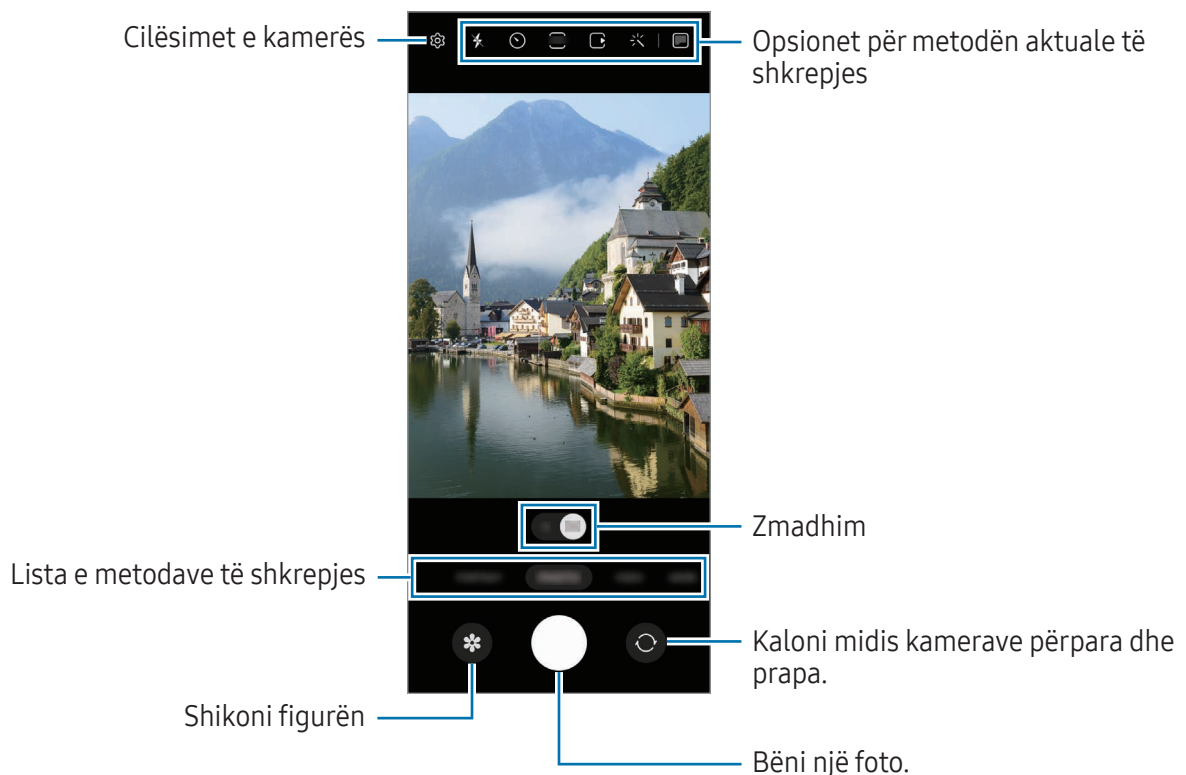 Cilësimet e kamerës
Opsionet për metodën aktuale të
shkrepjes
Zmadhim
Lista e metodave të shkrepjes
Kaloni midis kamerave përpara dhe
prapa.
Shikoni figurën
Bëni një foto.